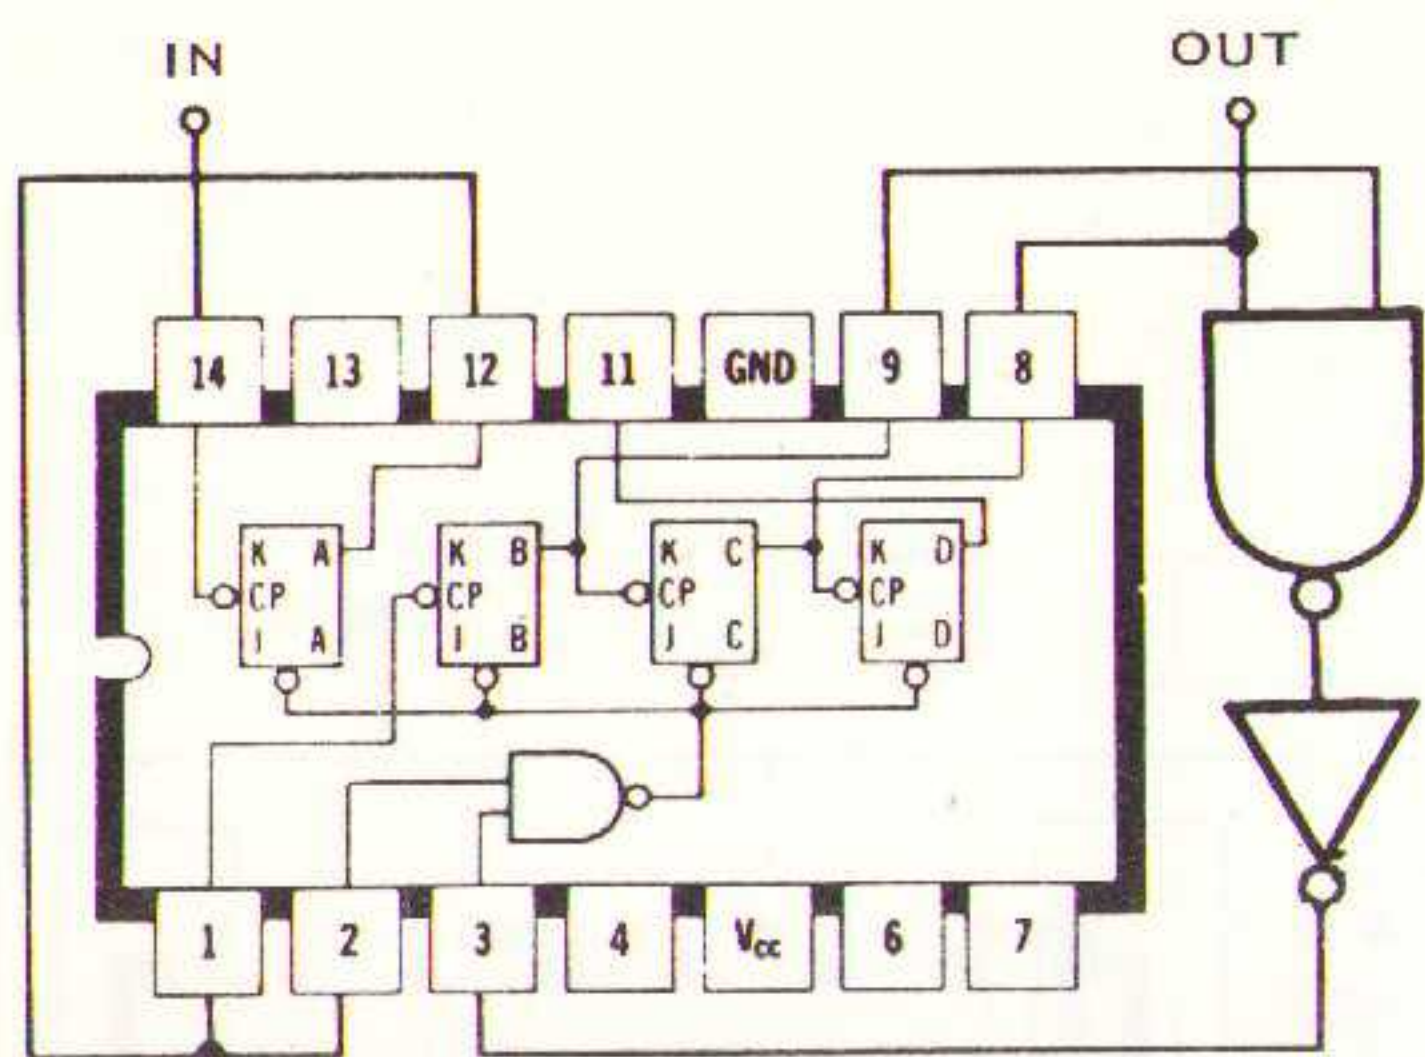 IN OUT
14 13 12 11 GND 9 8
K A K B K C K D
CP CP CP CP
J A J B J C J D
1 2 3 4 Vcc 6 7